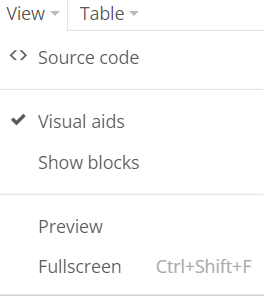 View Table
Source code
Visual aids
Show blocks
Preview
Fullscreen Ctrl+Shift+F